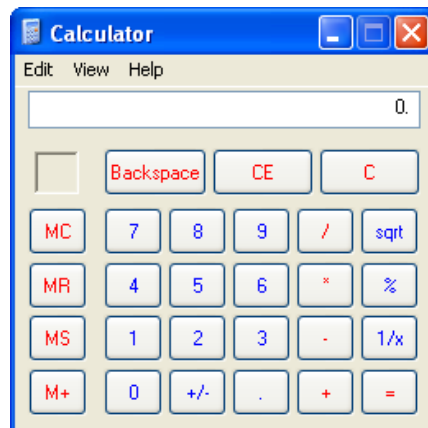 Calculator
Edit View Help
0.
Backspace CE C
MC 7 8 9 / sqrt
MR 4 5 6 * %
MS 1 2 3 - 1/x
M+ 0 +/- . + =